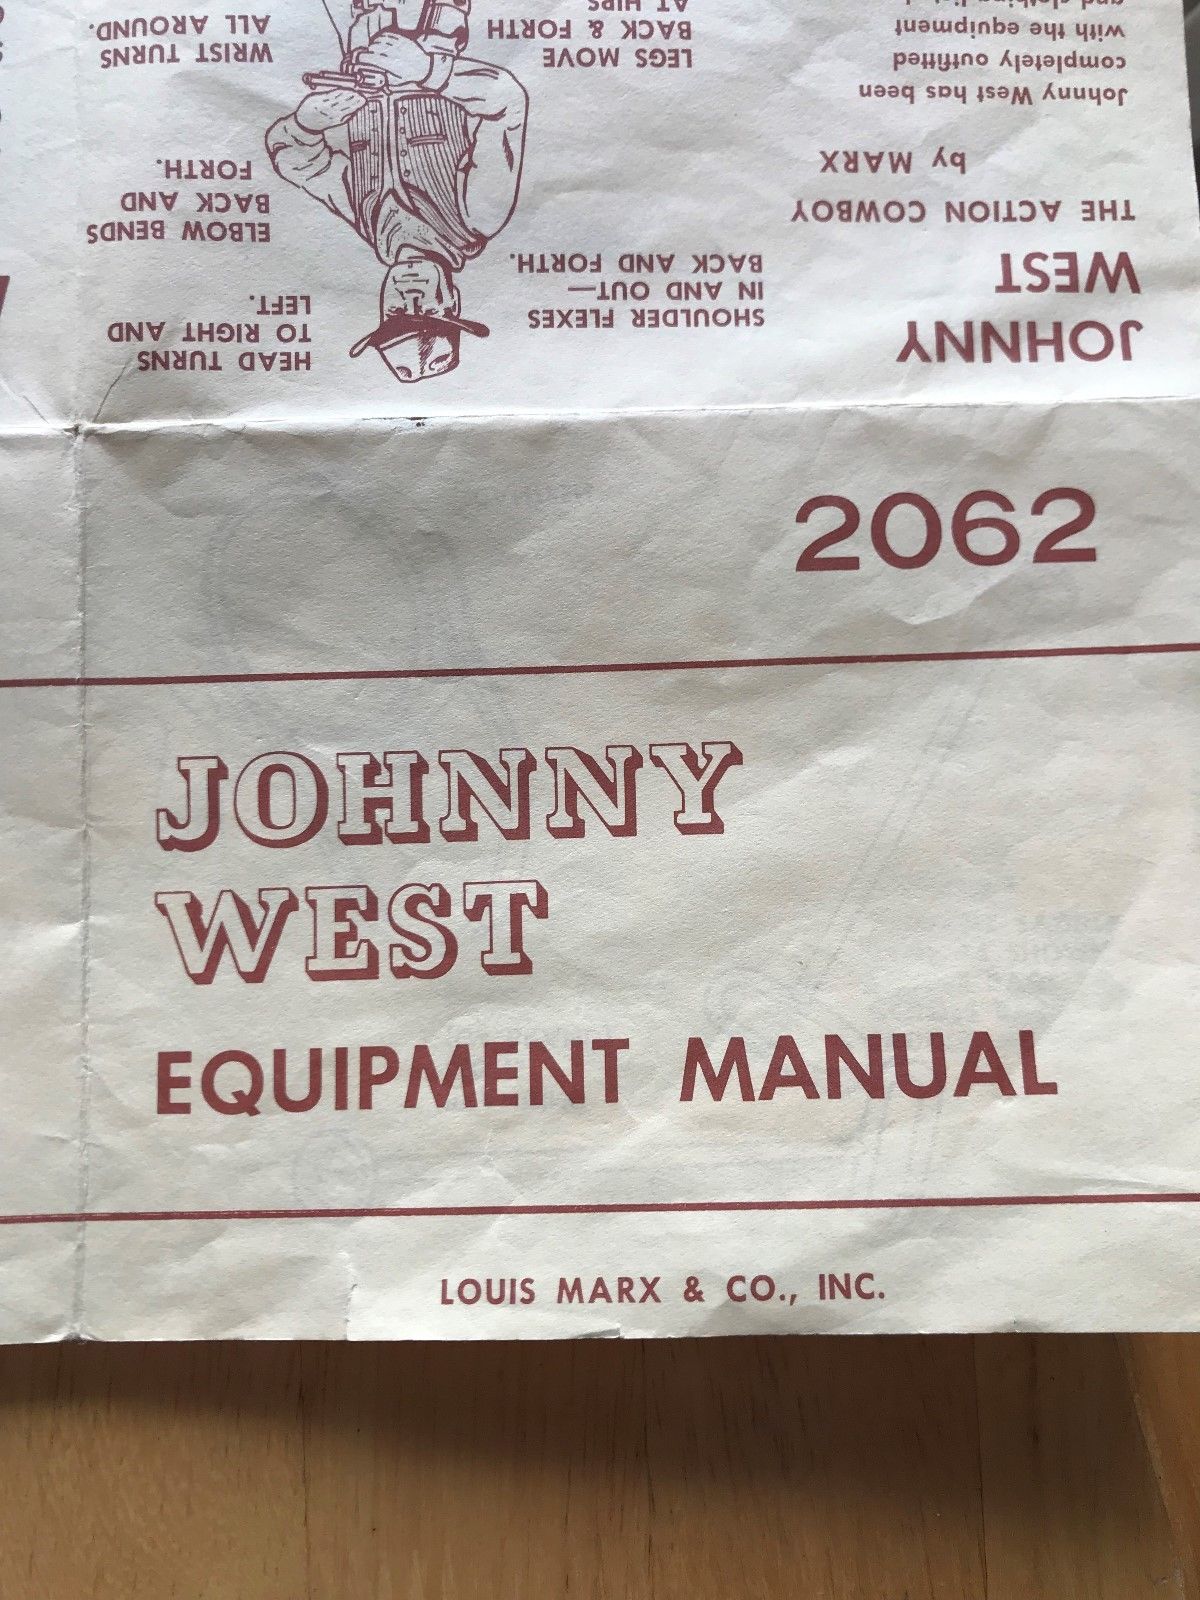 2062
JOHNNY
WEST
EQUIPMENT MANUAL
LOUIS MARX & CO., INC.
JOHNNY
WEST
THE ACTION COWBOY
by MARX
Johnny West has been
completely outfitted
with the equipment
HEAD TURNS
TO RIGHT AND
LEFT.
SHOULDER FLEXES
IN AND OUT—
BACK AND FORTH.
ELBOW BENDS
BACK AND
FORTH.
WRIST TURNS
ALL AROUND.
LEGS MOVE
BACK & FORTH
AT HIPS